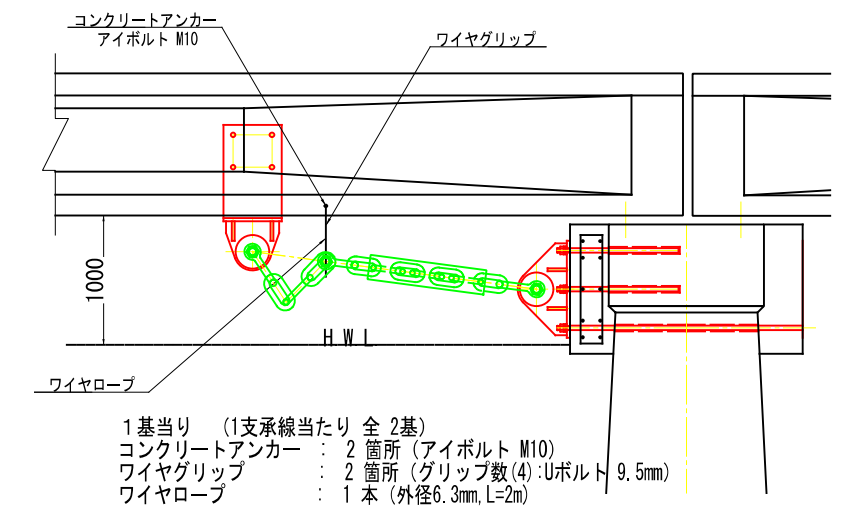 コンクリートアンカー
アイボルト M10
ワイヤグリップ
1000
H W L
ワイヤロープ
1基当り (1支承線当たり 全 2基)
コンクリートアンカー : 2 箇所 (アイボルト M10)
ワイヤグリップ : 2 箇所 (グリップ数(4):Uボルト 9.5mm)
ワイヤロープ : 1 本 (外径6.3mm,L=2m)